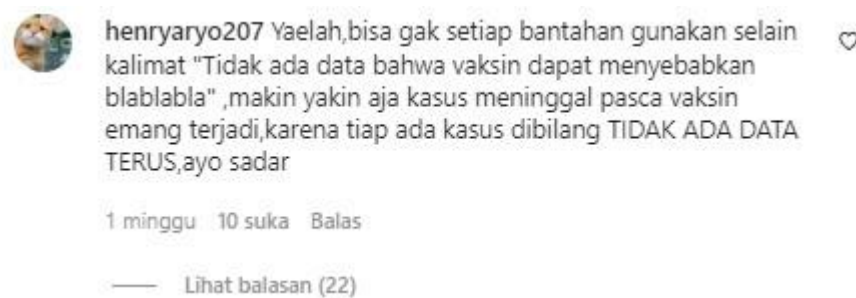 henryaryo207 Yaelah,bisa gak setiap bantahan gunakan selain
kalimat "Tidak ada data bahwa vaksin dapat menyebabkan
blablabla" ,makin yakin aja kasus meninggal pasca vaksin
emang terjadi,karena tiap ada kasus dibilang TIDAK ADA DATA
TERUS,ayo sadar
1 minggu 10 suka Balas
Lihat balasan (22)